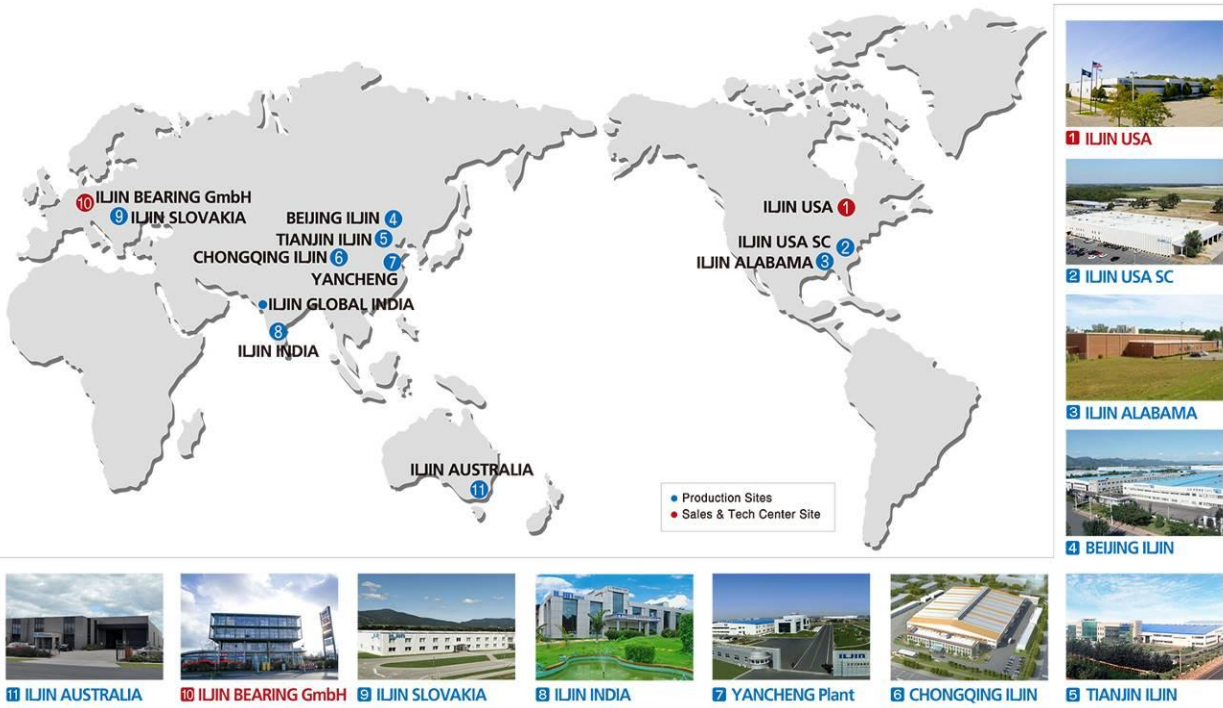 10 ILJIN BEARING GmbH
9 ILJIN SLOVAKIA
BEIJING ILJIN 4
TIANJIN ILJIN 5
CHONGQING ILJIN 6
7
YANCHENG
ILJIN GLOBAL INDIA
8
ILJIN INDIA
ILJIN AUSTRALIA
11
ILJIN USA 1
ILJIN USA SC 2
ILJIN ALABAMA 3
Production Sites
Sales & Tech Center Site
1 ILJIN USA
2 ILJIN USA SC
3 ILJIN ALABAMA
4 BEIJING ILJIN
11 ILJIN AUSTRALIA
10 ILJIN BEARING GmbH
9 ILJIN SLOVAKIA
8 ILJIN INDIA
7 YANCHENG Plant
6 CHONGQING ILJIN
5 TIANJIN ILJIN